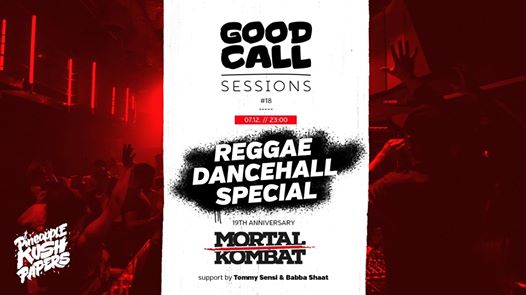 GOOD
CALL
SESSIONS
#18
07.12. // 23:00
REGGAE
DANCEHALL
SPECIAL
19TH ANNIVERSARY
MORTAL
KOMBAT
support by Tommy Sensi & Babba Shaat
PINEAPPLE
KUSH
PAPERS